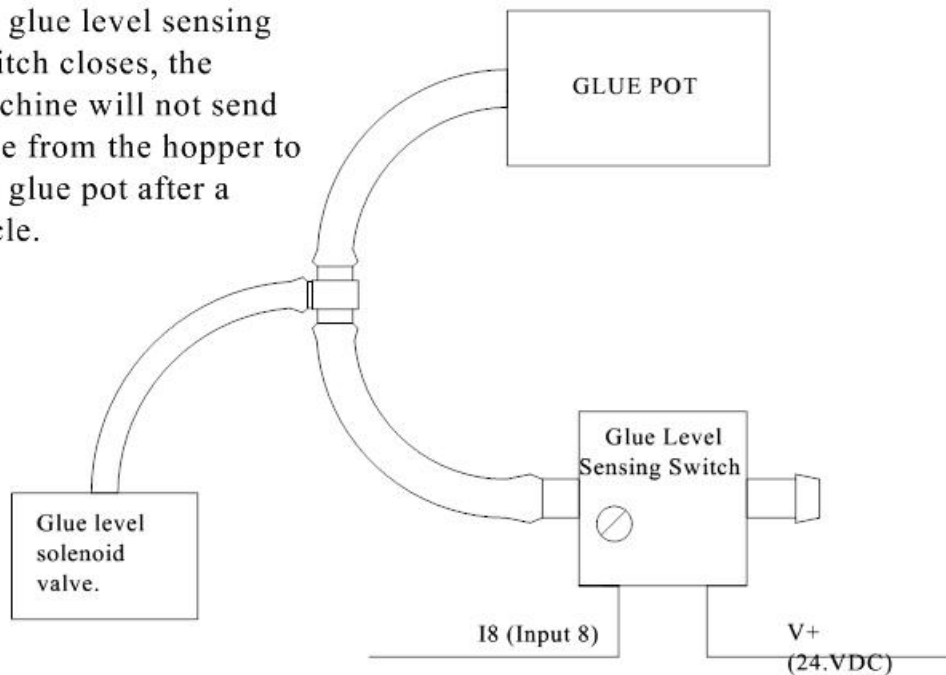 glue level sensing
itch closes, the
chine will not send
e from the hopper to
glue pot after a
cle.
GLUE POT
Glue Level
Sensing Switch
Glue level
solenoid
valve.
I8 (Input 8)
V+
(24.VDC)